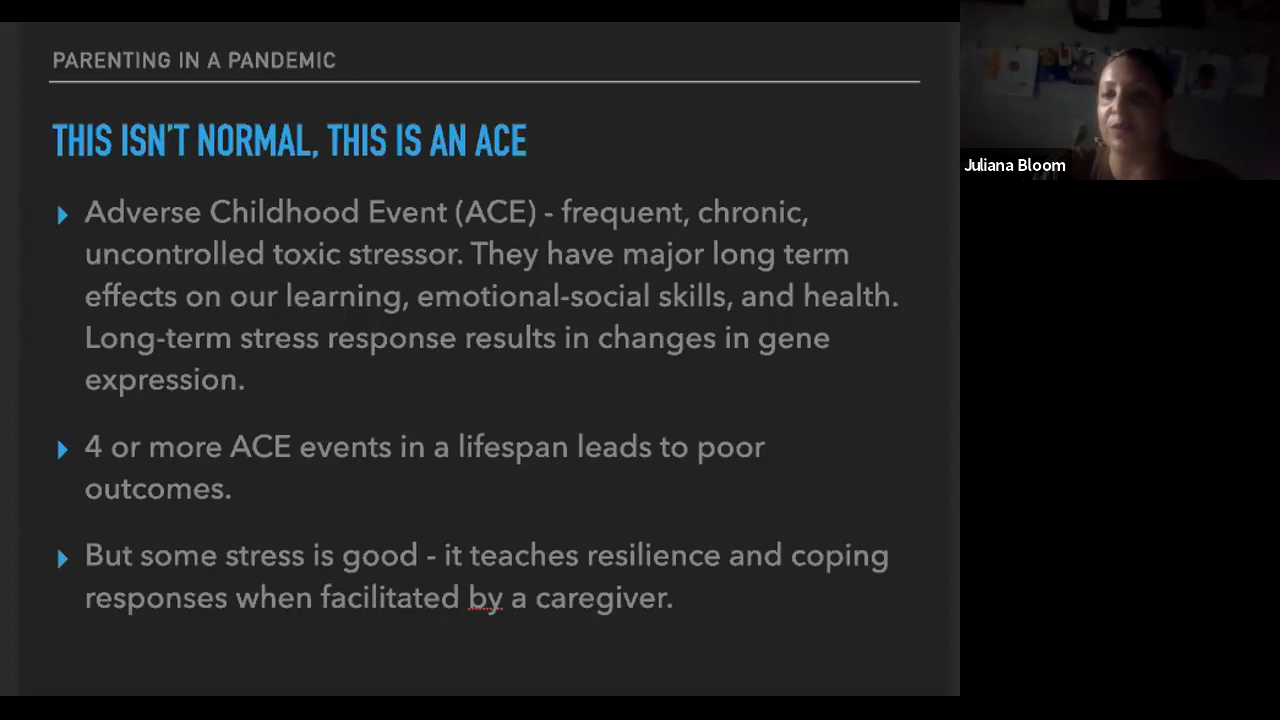 PARENTING IN A PANDEMIC
THIS ISN'T NORMAL, THIS IS AN ACE
Adverse Childhood Event (ACE) - frequent, chronic,
uncontrolled toxic stressor. They have major long term
effects on our learning, emotional-social skills, and health.
Long-term stress response results in changes in gene
expression.
4 or more ACE events in a lifespan leads to poor
outcomes.
But some stress is good - it teaches resilience and coping
responses when facilitated by a caregiver.
Juliana Bloom